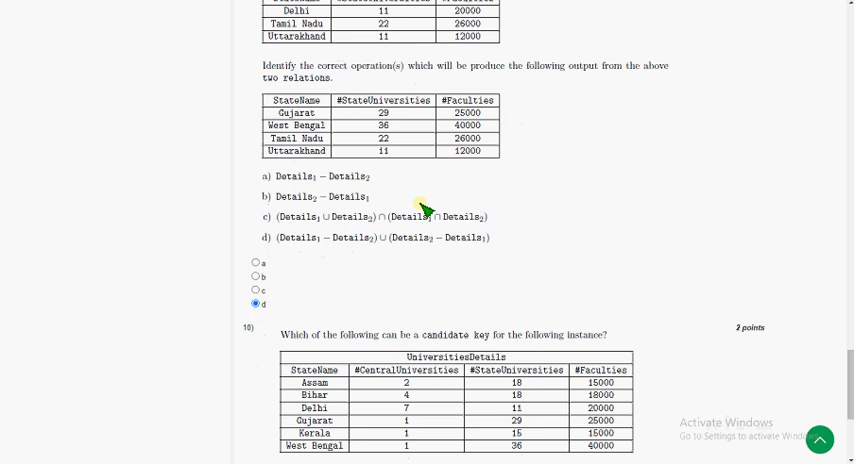 Delhi 11 20000
Tamil Nadu 22 26000
Uttarakhand 11 12000
Identify the correct operation(s) which will be produce the following output from the above
two relations.
StateName #StateUniversities #Faculties
Gujarat 29 25000
West Bengal 36 40000
Tamil Nadu 22 26000
Uttarakhand 11 12000
a) Details₁ − Details₂
b) Details₂ − Details₁
c) (Details₁ ∪ Details₂) ∩ (Details₁ ∩ Details₂)
d) (Details₁ − Details₂) ∪ (Details₂ − Details₁)
a
b
c
d
10) Which of the following can be a candidate key for the following instance? 2 points
UniversitiesDetails
StateName #CentralUniversities #StateUniversities #Faculties
Assam 2 18 15000
Bihar 4 18 18000
Delhi 7 11 20000
Gujarat 1 29 25000
Kerala 1 15 15000
West Bengal 1 36 40000
Activate Windows
Go to Settings to activate Windows.